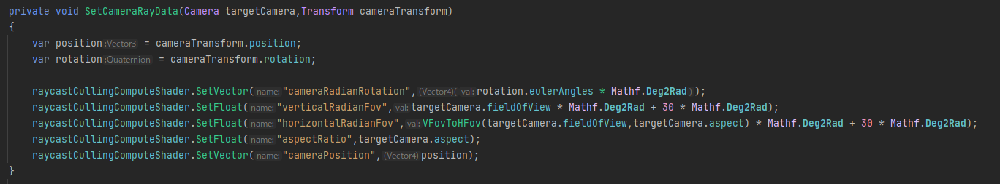 private void SetCameraRayData(Camera targetCamera,Transform cameraTransform)
{
var position :Vector3 = cameraTransform.position;
var rotation :Quaternion = cameraTransform.rotation;
raycastCullingComputeShader.SetVector( name: "cameraRadianRotation", (Vector4)( val: rotation.eulerAngles * Mathf.Deg2Rad ) );
raycastCullingComputeShader.SetFloat( name: "verticalRadianFov", val: targetCamera.fieldOfView * Mathf.Deg2Rad + 30 * Mathf.Deg2Rad);
raycastCullingComputeShader.SetFloat( name: "horizontalRadianFov", val: VFovToHFov(targetCamera.fieldOfView,targetCamera.aspect) * Mathf.Deg2Rad + 30 * Mathf.Deg2Rad);
raycastCullingComputeShader.SetFloat( name: "aspectRatio",targetCamera.aspect);
raycastCullingComputeShader.SetVector( name: "cameraPosition", (Vector4) position);
}